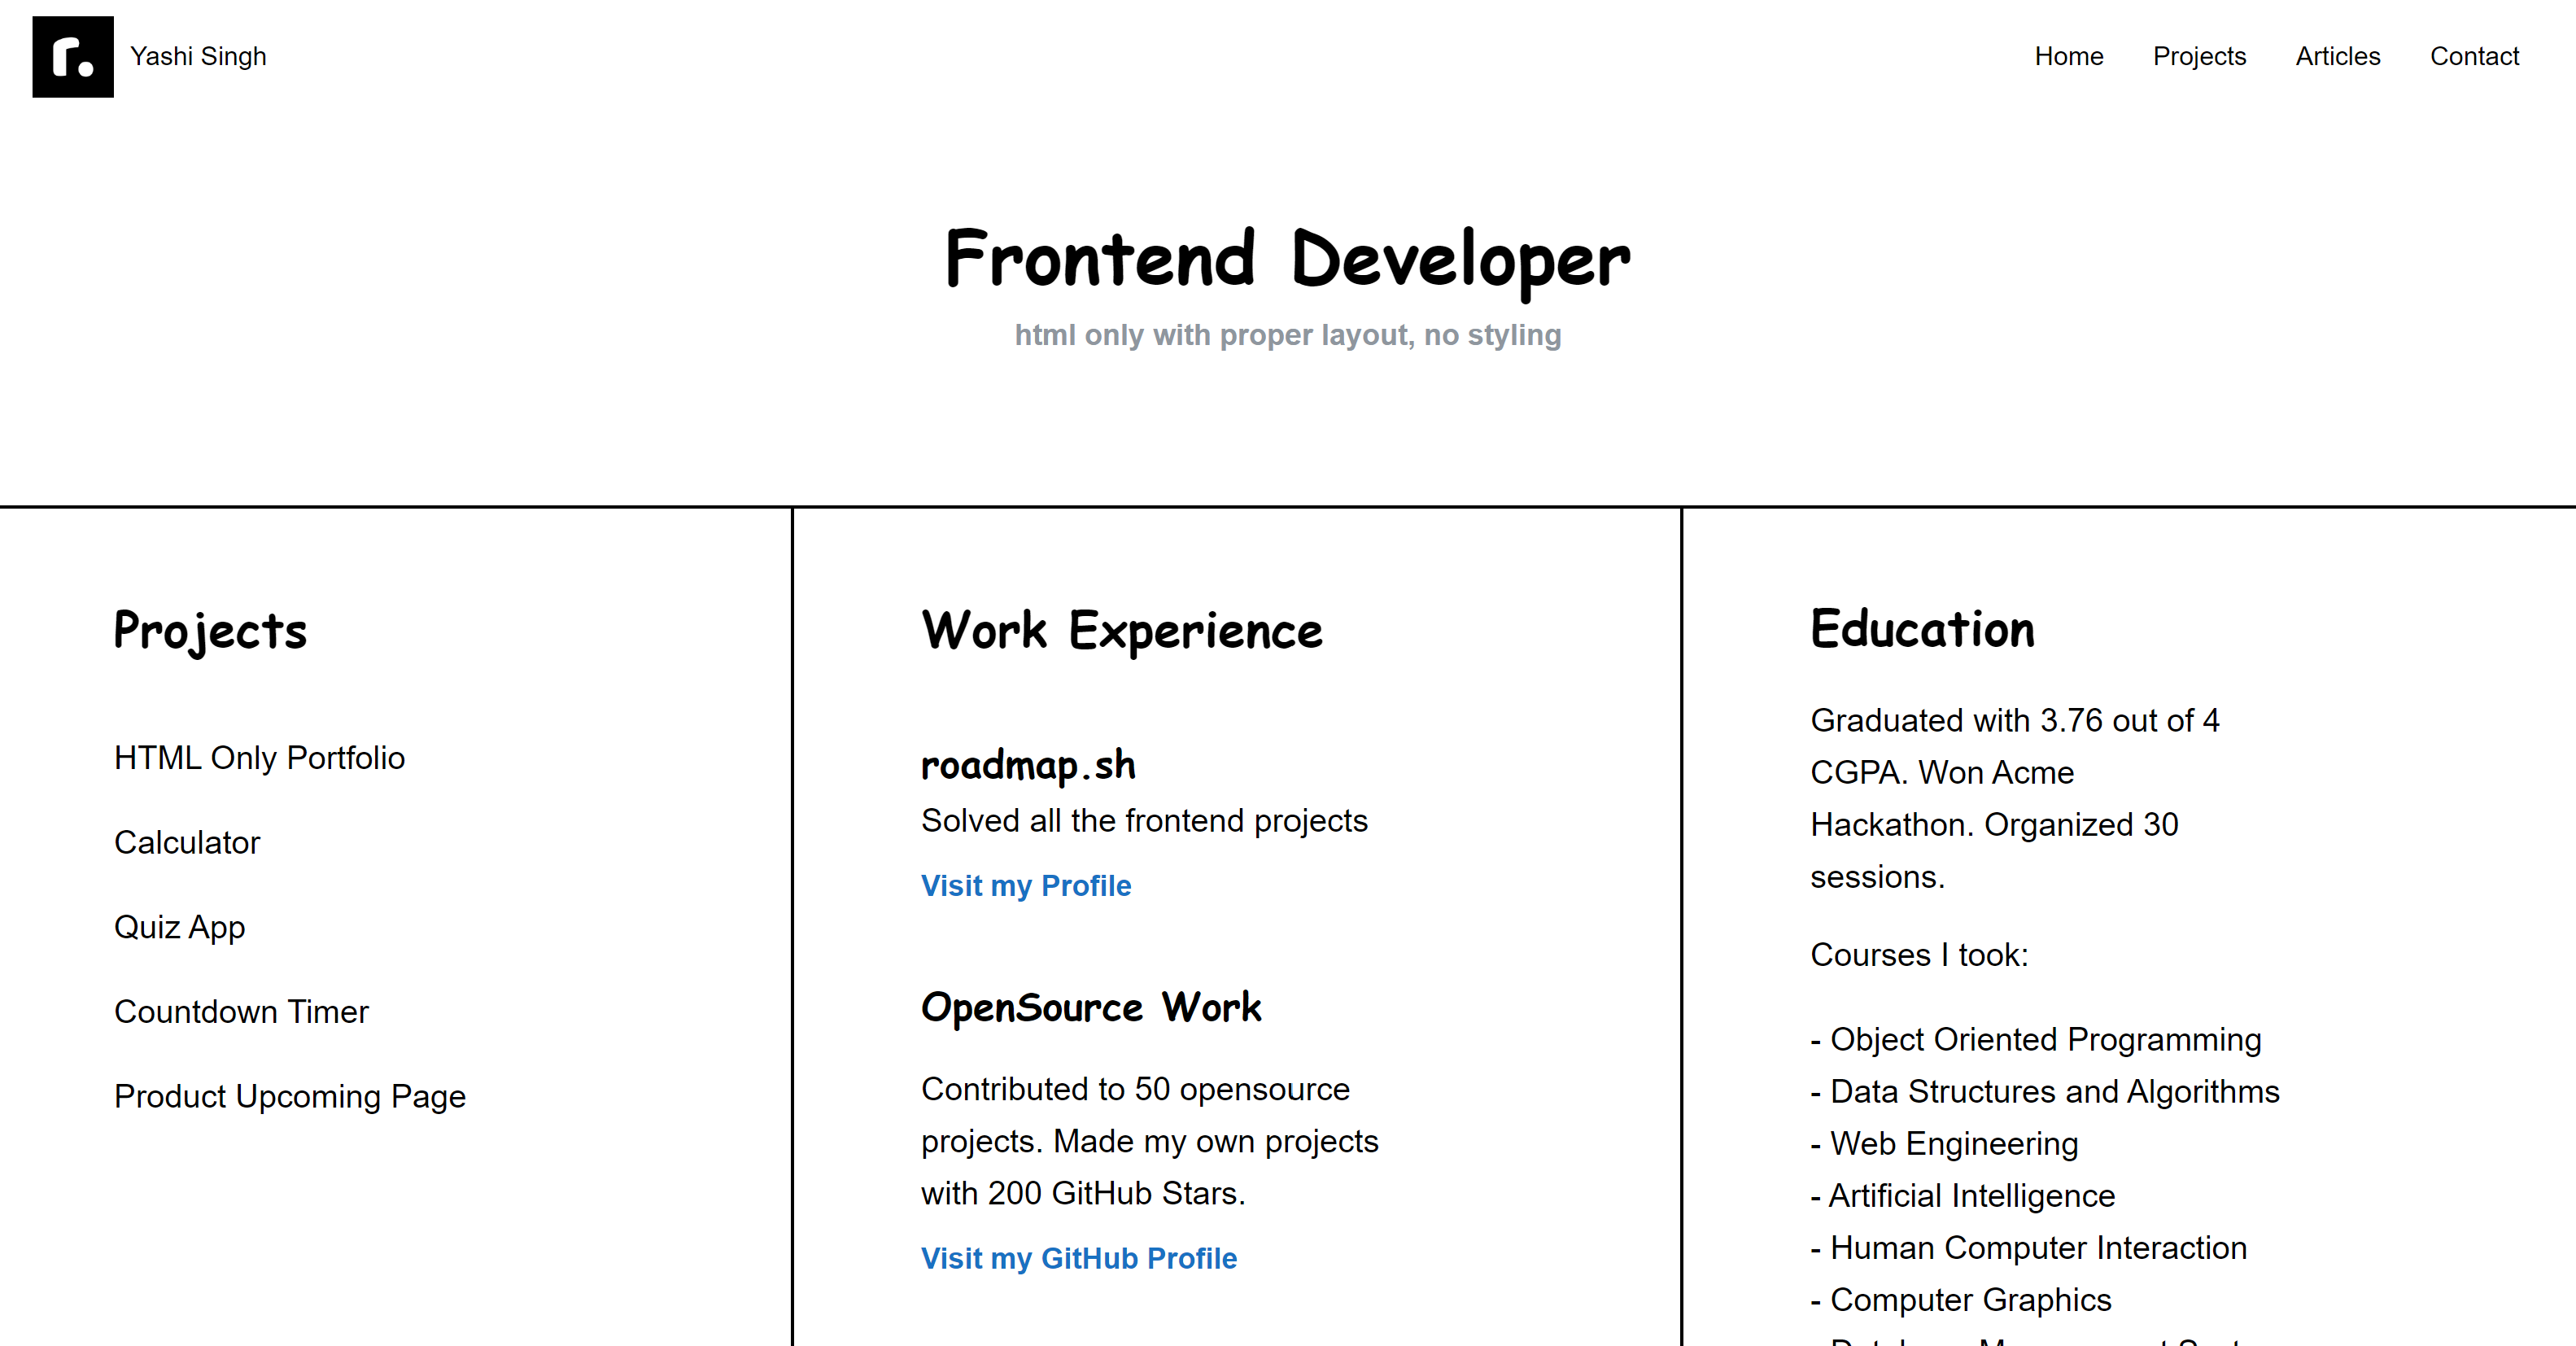 r.
Yashi Singh
Home
Projects
Articles
Contact
Frontend Developer
html only with proper layout, no styling
Projects
HTML Only Portfolio
Calculator
Quiz App
Countdown Timer
Product Upcoming Page
Work Experience
roadmap.sh
Solved all the frontend projects
Visit my Profile
OpenSource Work
Contributed to 50 opensource
projects. Made my own projects
with 200 GitHub Stars.
Visit my GitHub Profile
Education
Graduated with 3.76 out of 4
CGPA. Won Acme
Hackathon. Organized 30
sessions.
Courses I took:
- Object Oriented Programming
- Data Structures and Algorithms
- Web Engineering
- Artificial Intelligence
- Human Computer Interaction
- Computer Graphics